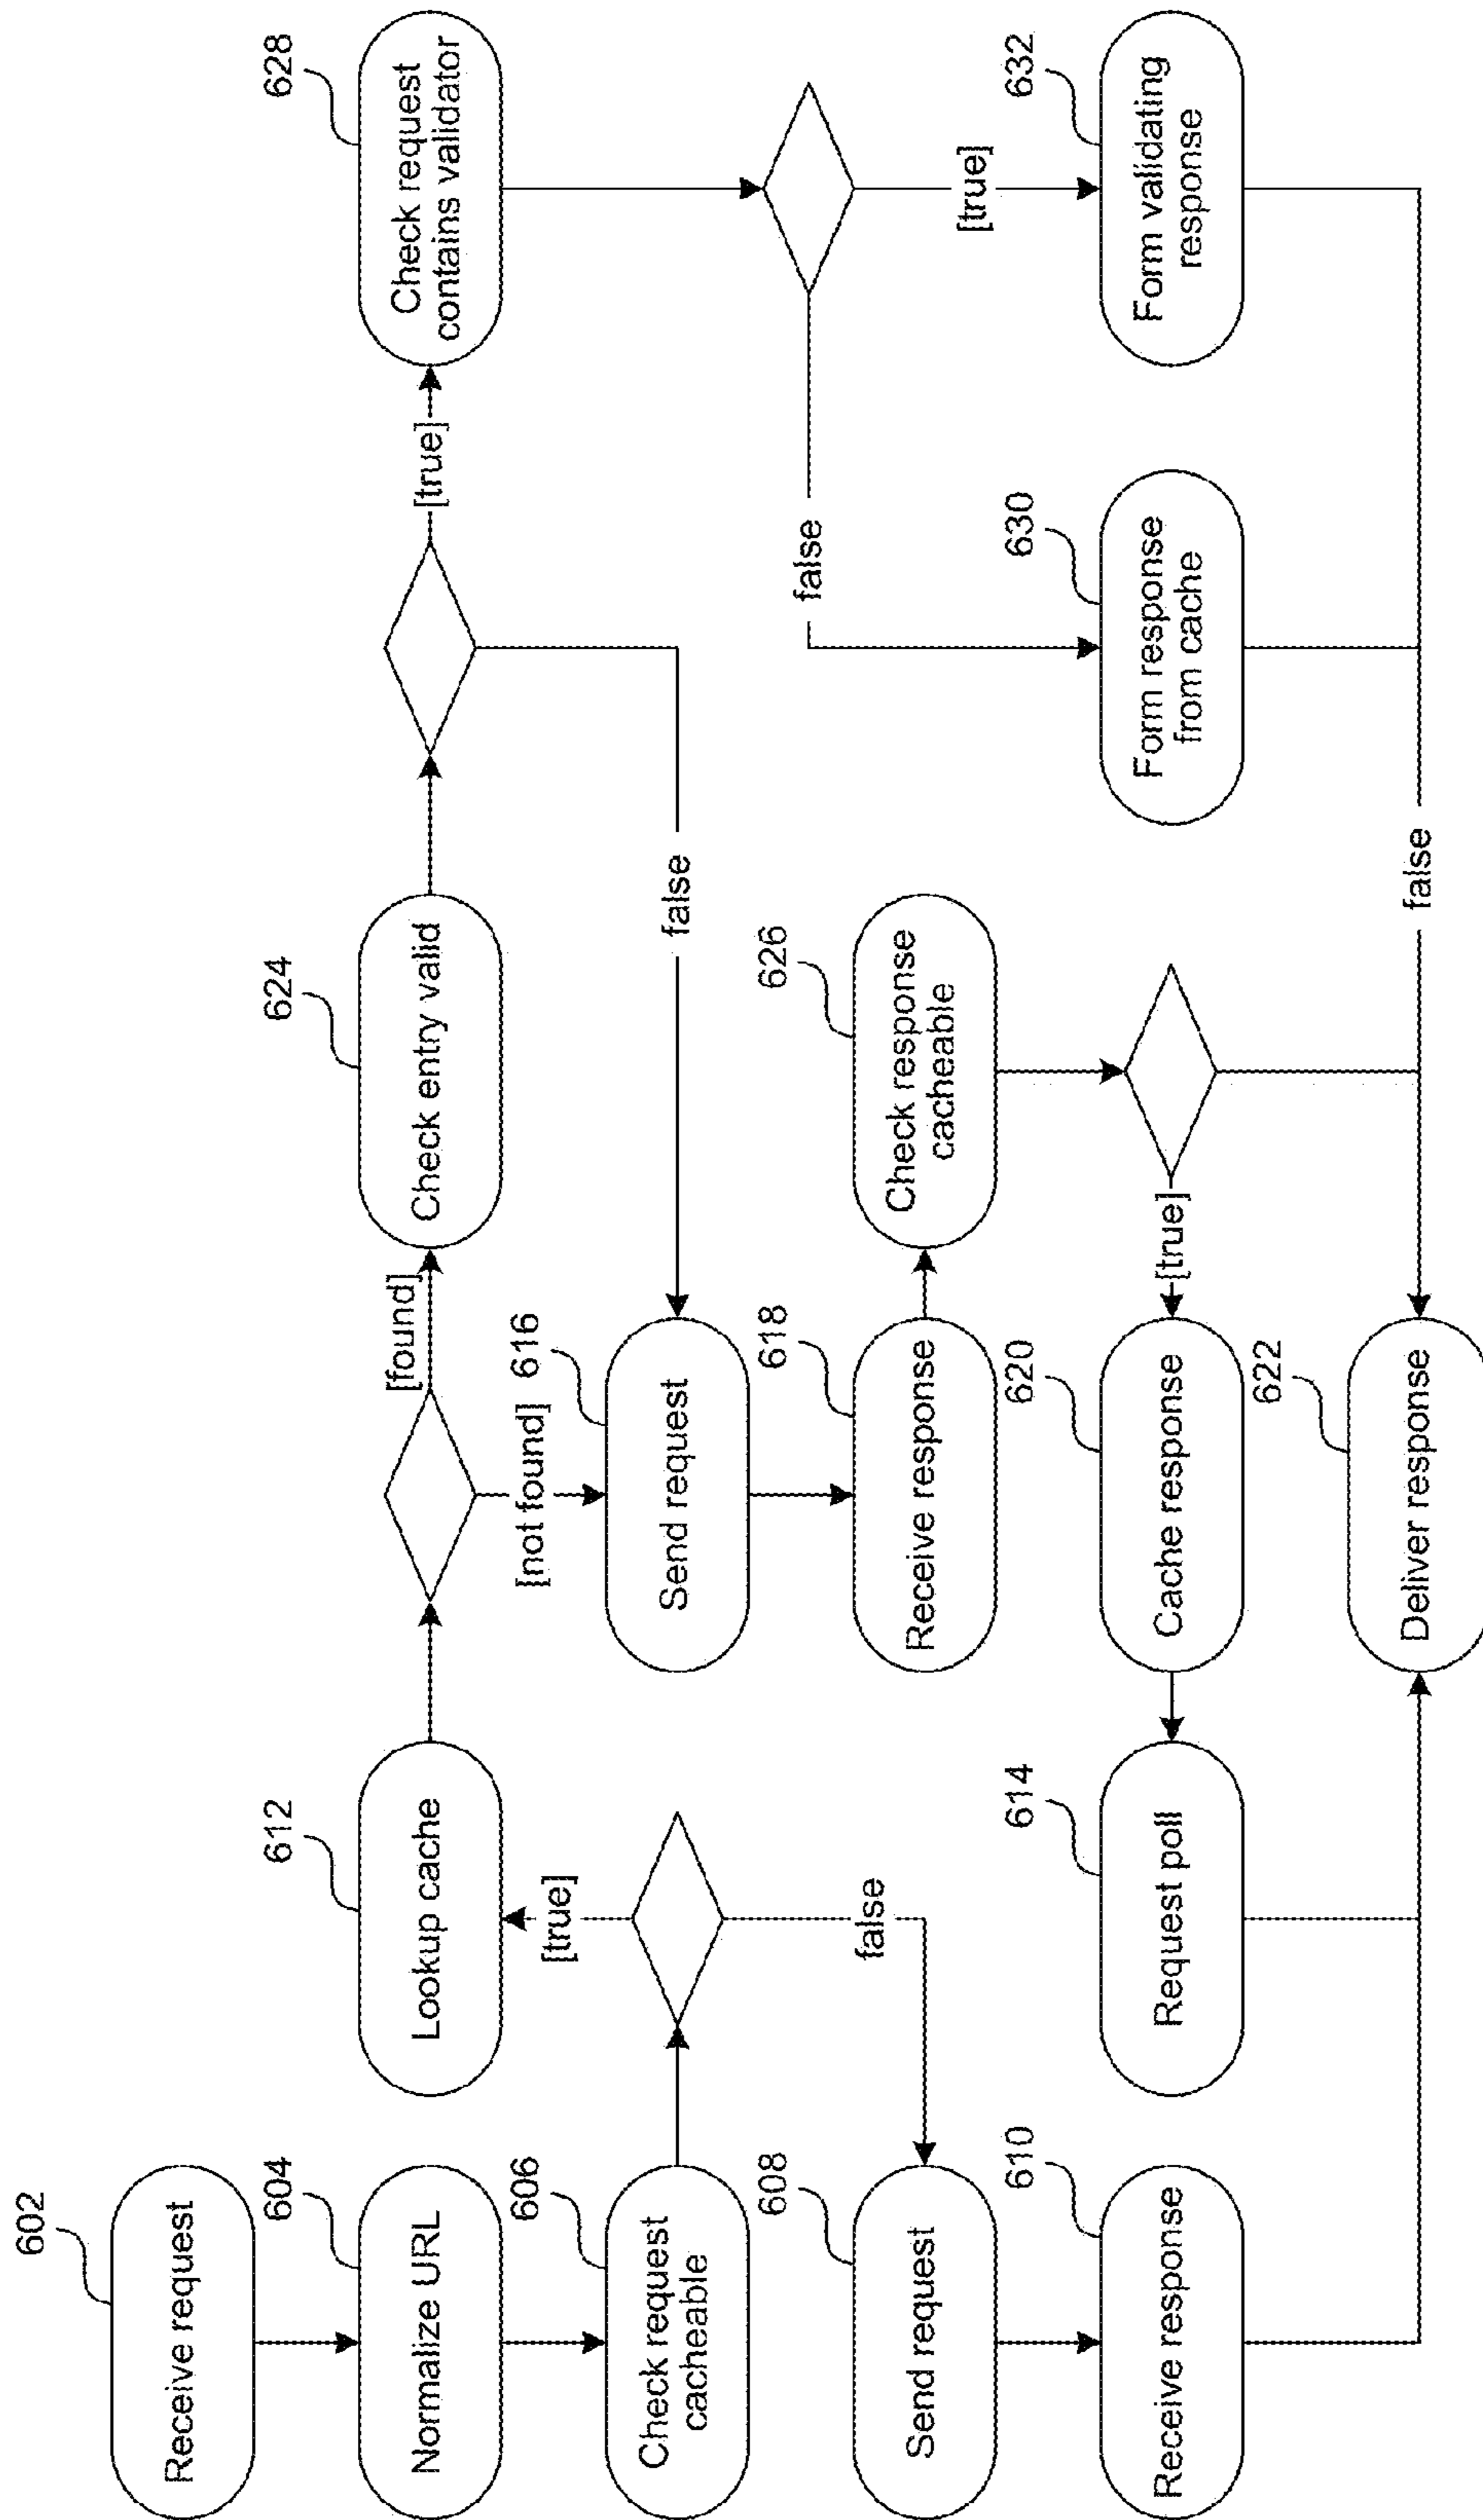 602
Receive request
604
Normalize URL
606
Check request
cacheable
[true]
false
608
Send request
610
Receive response
612
Lookup cache
[found]
[not found]
614
Request poll
616
Send request
618
Receive response
620
Cache response
622
Deliver response
624
Check entry valid
[true]
false
626
Check response
cacheable
[true]
false
628
Check request
contains validator
false
[true]
630
Form response
from cache
632
Form validating
response